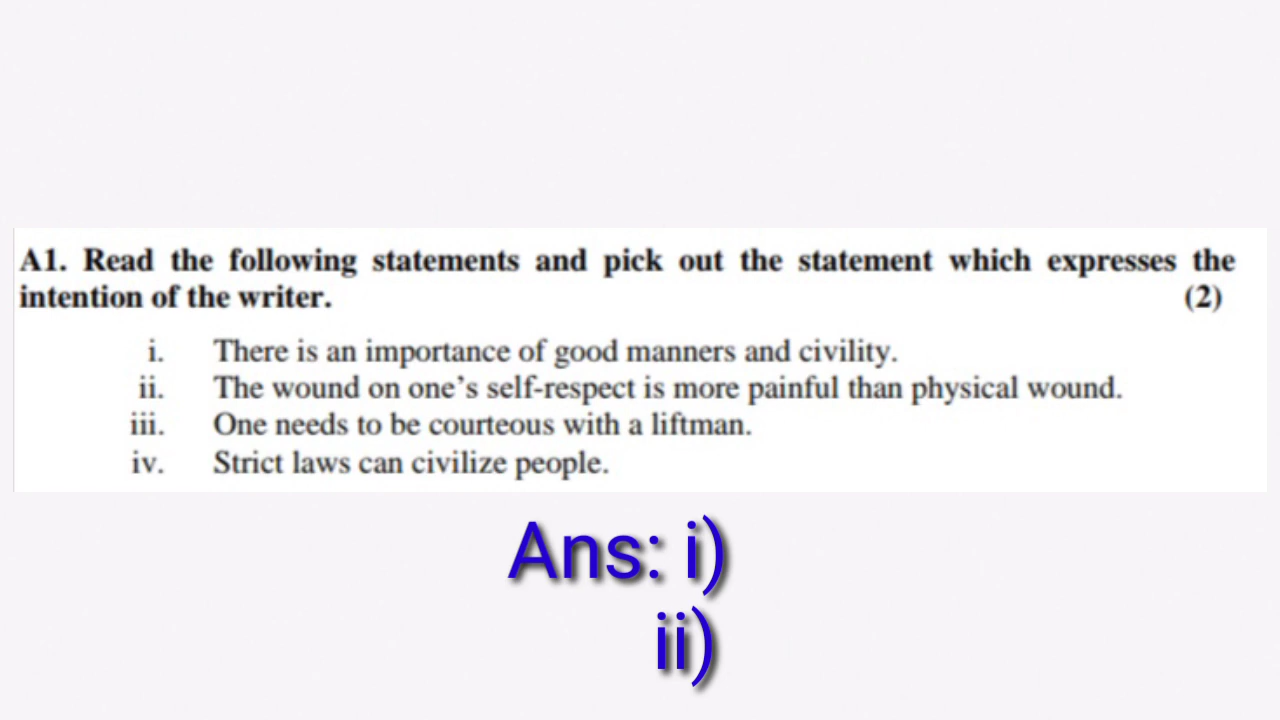 A1. Read the following statements and pick out the statement which expresses the
intention of the writer. (2)
i. There is an importance of good manners and civility.
ii. The wound on one's self-respect is more painful than physical wound.
iii. One needs to be courteous with a liftman.
iv. Strict laws can civilize people.
Ans: i)
ii)